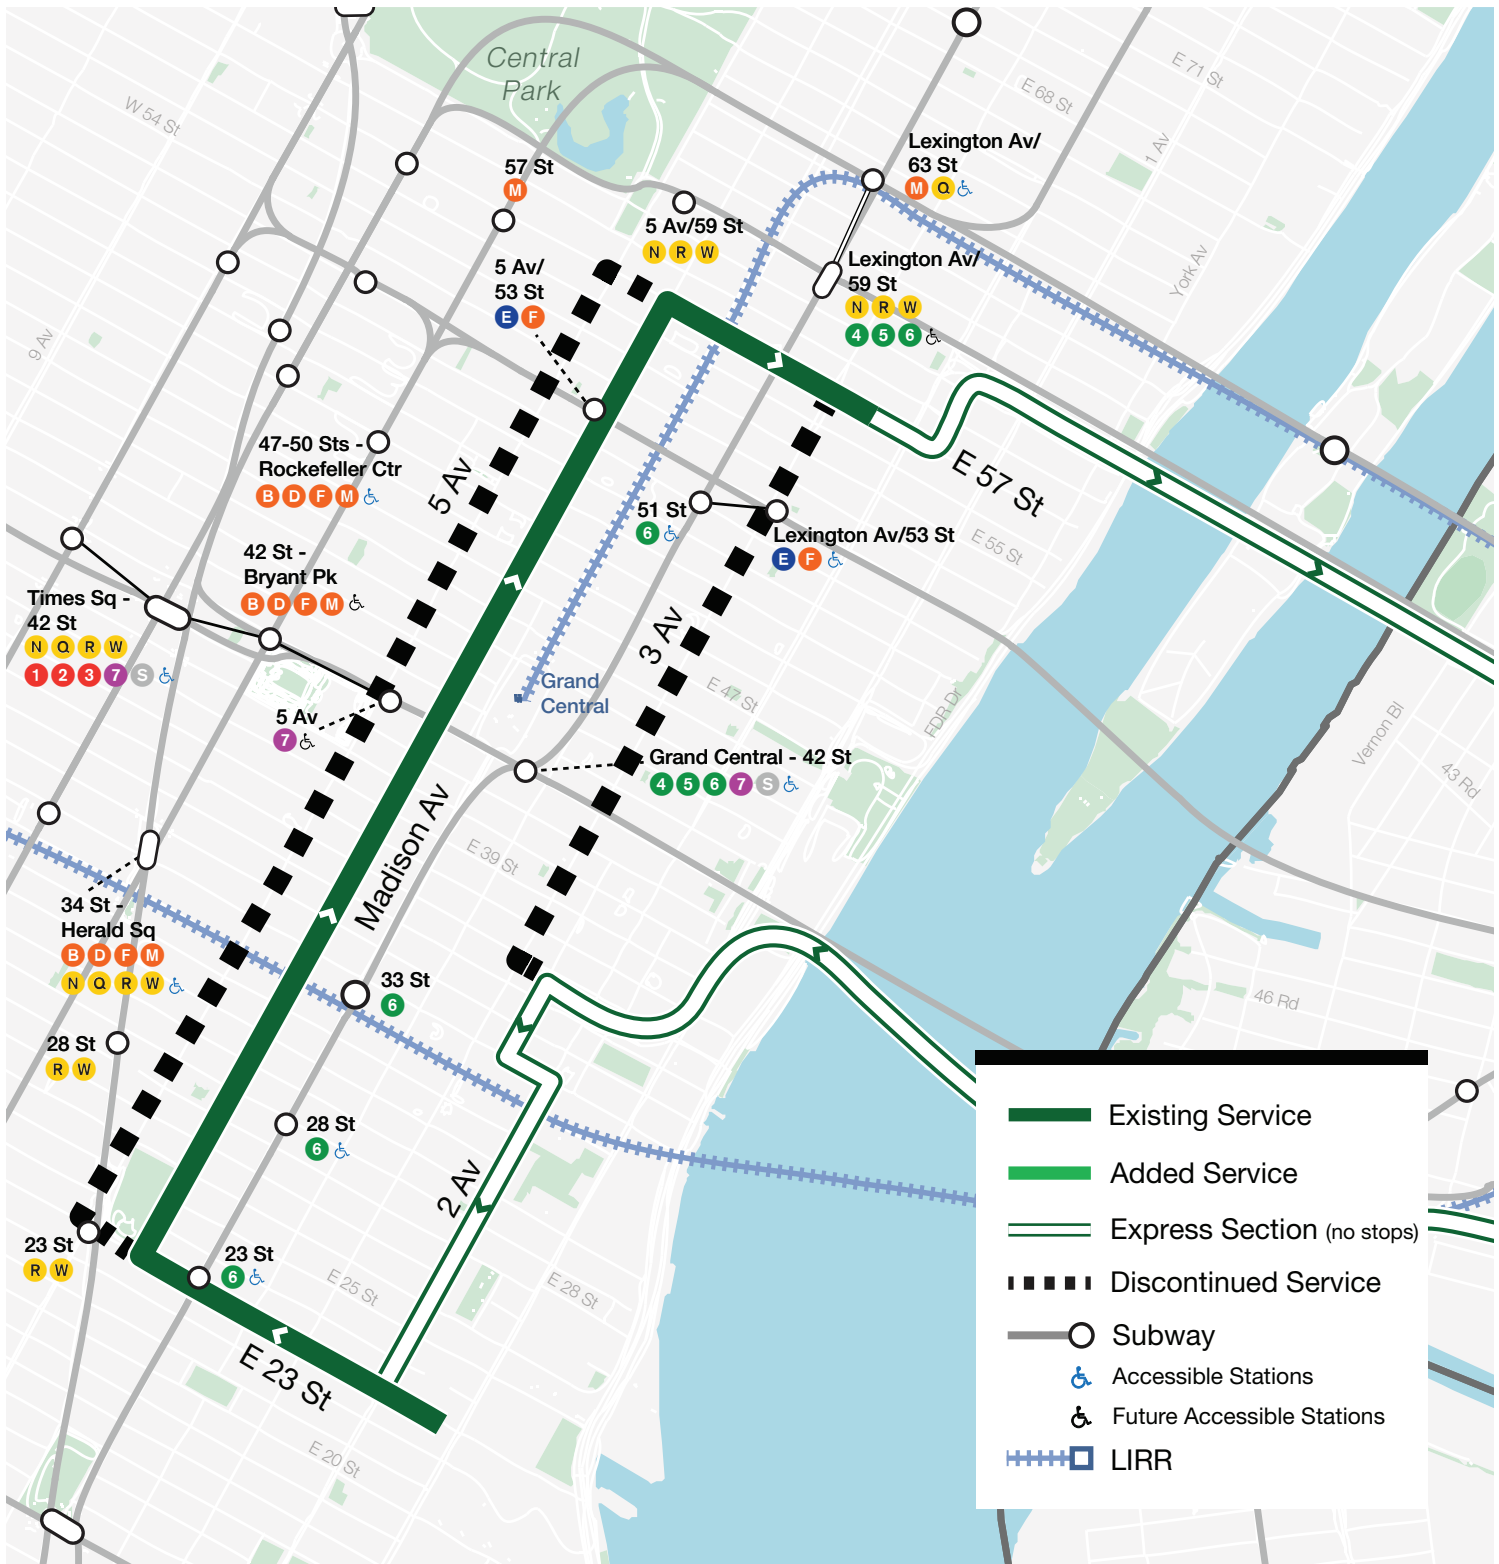 Central
Park
W 54 St
E 68 St
E 71 St
1 Av
York Av
9 Av
57 St
M
Lexington Av/
63 St
M Q
5 Av/59 St
N R W
5 Av/
53 St
E F
Lexington Av/
59 St
N R W
4 5 6
47-50 Sts -
Rockefeller Ctr
B D F M
5 Av
E 57 St
51 St
6
Lexington Av/53 St
E F
E 55 St
42 St -
Bryant Pk
B D F M
Times Sq -
42 St
N Q R W
1 2 3 7 S
3 Av
Grand
Central
E 47 St
FDR Dr
Vernon Bl
43 Rd
5 Av
7
Grand Central - 42 St
4 5 6 7 S
Madison Av
E 39 St
34 St -
Herald Sq
B D F M
N Q R W
33 St
6
46 Rd
28 St
R W
28 St
6
2 Av
23 St
R W
23 St
6
E 25 St
E 28 St
E 23 St
E 20 St
Existing Service
Added Service
Express Section (no stops)
Discontinued Service
Subway
Accessible Stations
Future Accessible Stations
LIRR